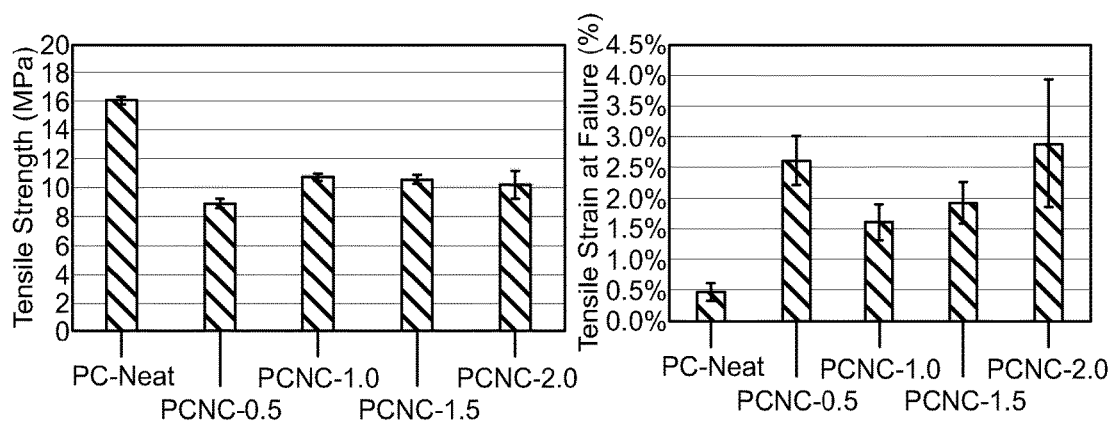 Tensile Strength (MPa)
20
18
16
14
12
10
8
6
4
2
0
PC-Neat
PCNC-0.5
PCNC-1.0
PCNC-1.5
PCNC-2.0
Tensile Strain at Failure (%)
4.5%
4.0%
3.5%
3.0%
2.5%
2.0%
1.5%
1.0%
0.5%
0.0%
PC-Neat
PCNC-0.5
PCNC-1.0
PCNC-1.5
PCNC-2.0